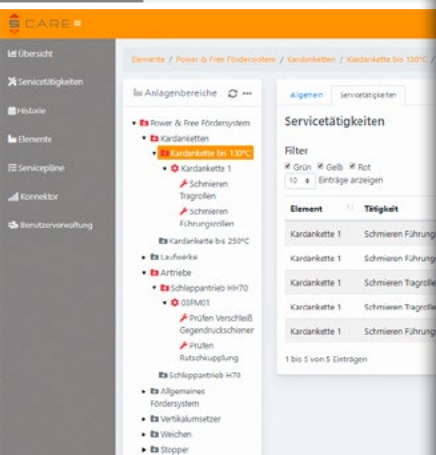 S CARE
Übersicht
Servicetätigkeiten
Historie
Elemente
Servicepläne
Konnektor
Benutzerverwaltung
Elemente / Power & Free Fördersystem / Kardanketten / Kardankette bis 130°C /
Anlagenbereiche
Power & Free Fördersystem
Kardanketten
Kardankette bis 130°C
Kardankette 1
Schmieren
Tragrollen
Schmieren
Führungsrollen
Kardankette bis 250°C
Laufwerke
Antriebe
Schleppantrieb HH70
03FM01
Prüfen Verschleiß
Gegendruckschienen
Prüfen
Rutschkupplung
Schleppantrieb H70
Allgemeines
Fördersystem
Vertikalumsetzer
Weichen
Stopper
Allgemein Servicetätigkeiten
Servicetätigkeiten
Filter
Grün Gelb Rot
10 Einträge anzeigen
Element Tätigkeit
Kardankette 1 Schmieren Führung
Kardankette 1 Schmieren Führung
Kardankette 1 Schmieren Tragrolle
Kardankette 1 Schmieren Tragrolle
Kardankette 1 Schmieren Führung
1 bis 5 von 5 Einträgen